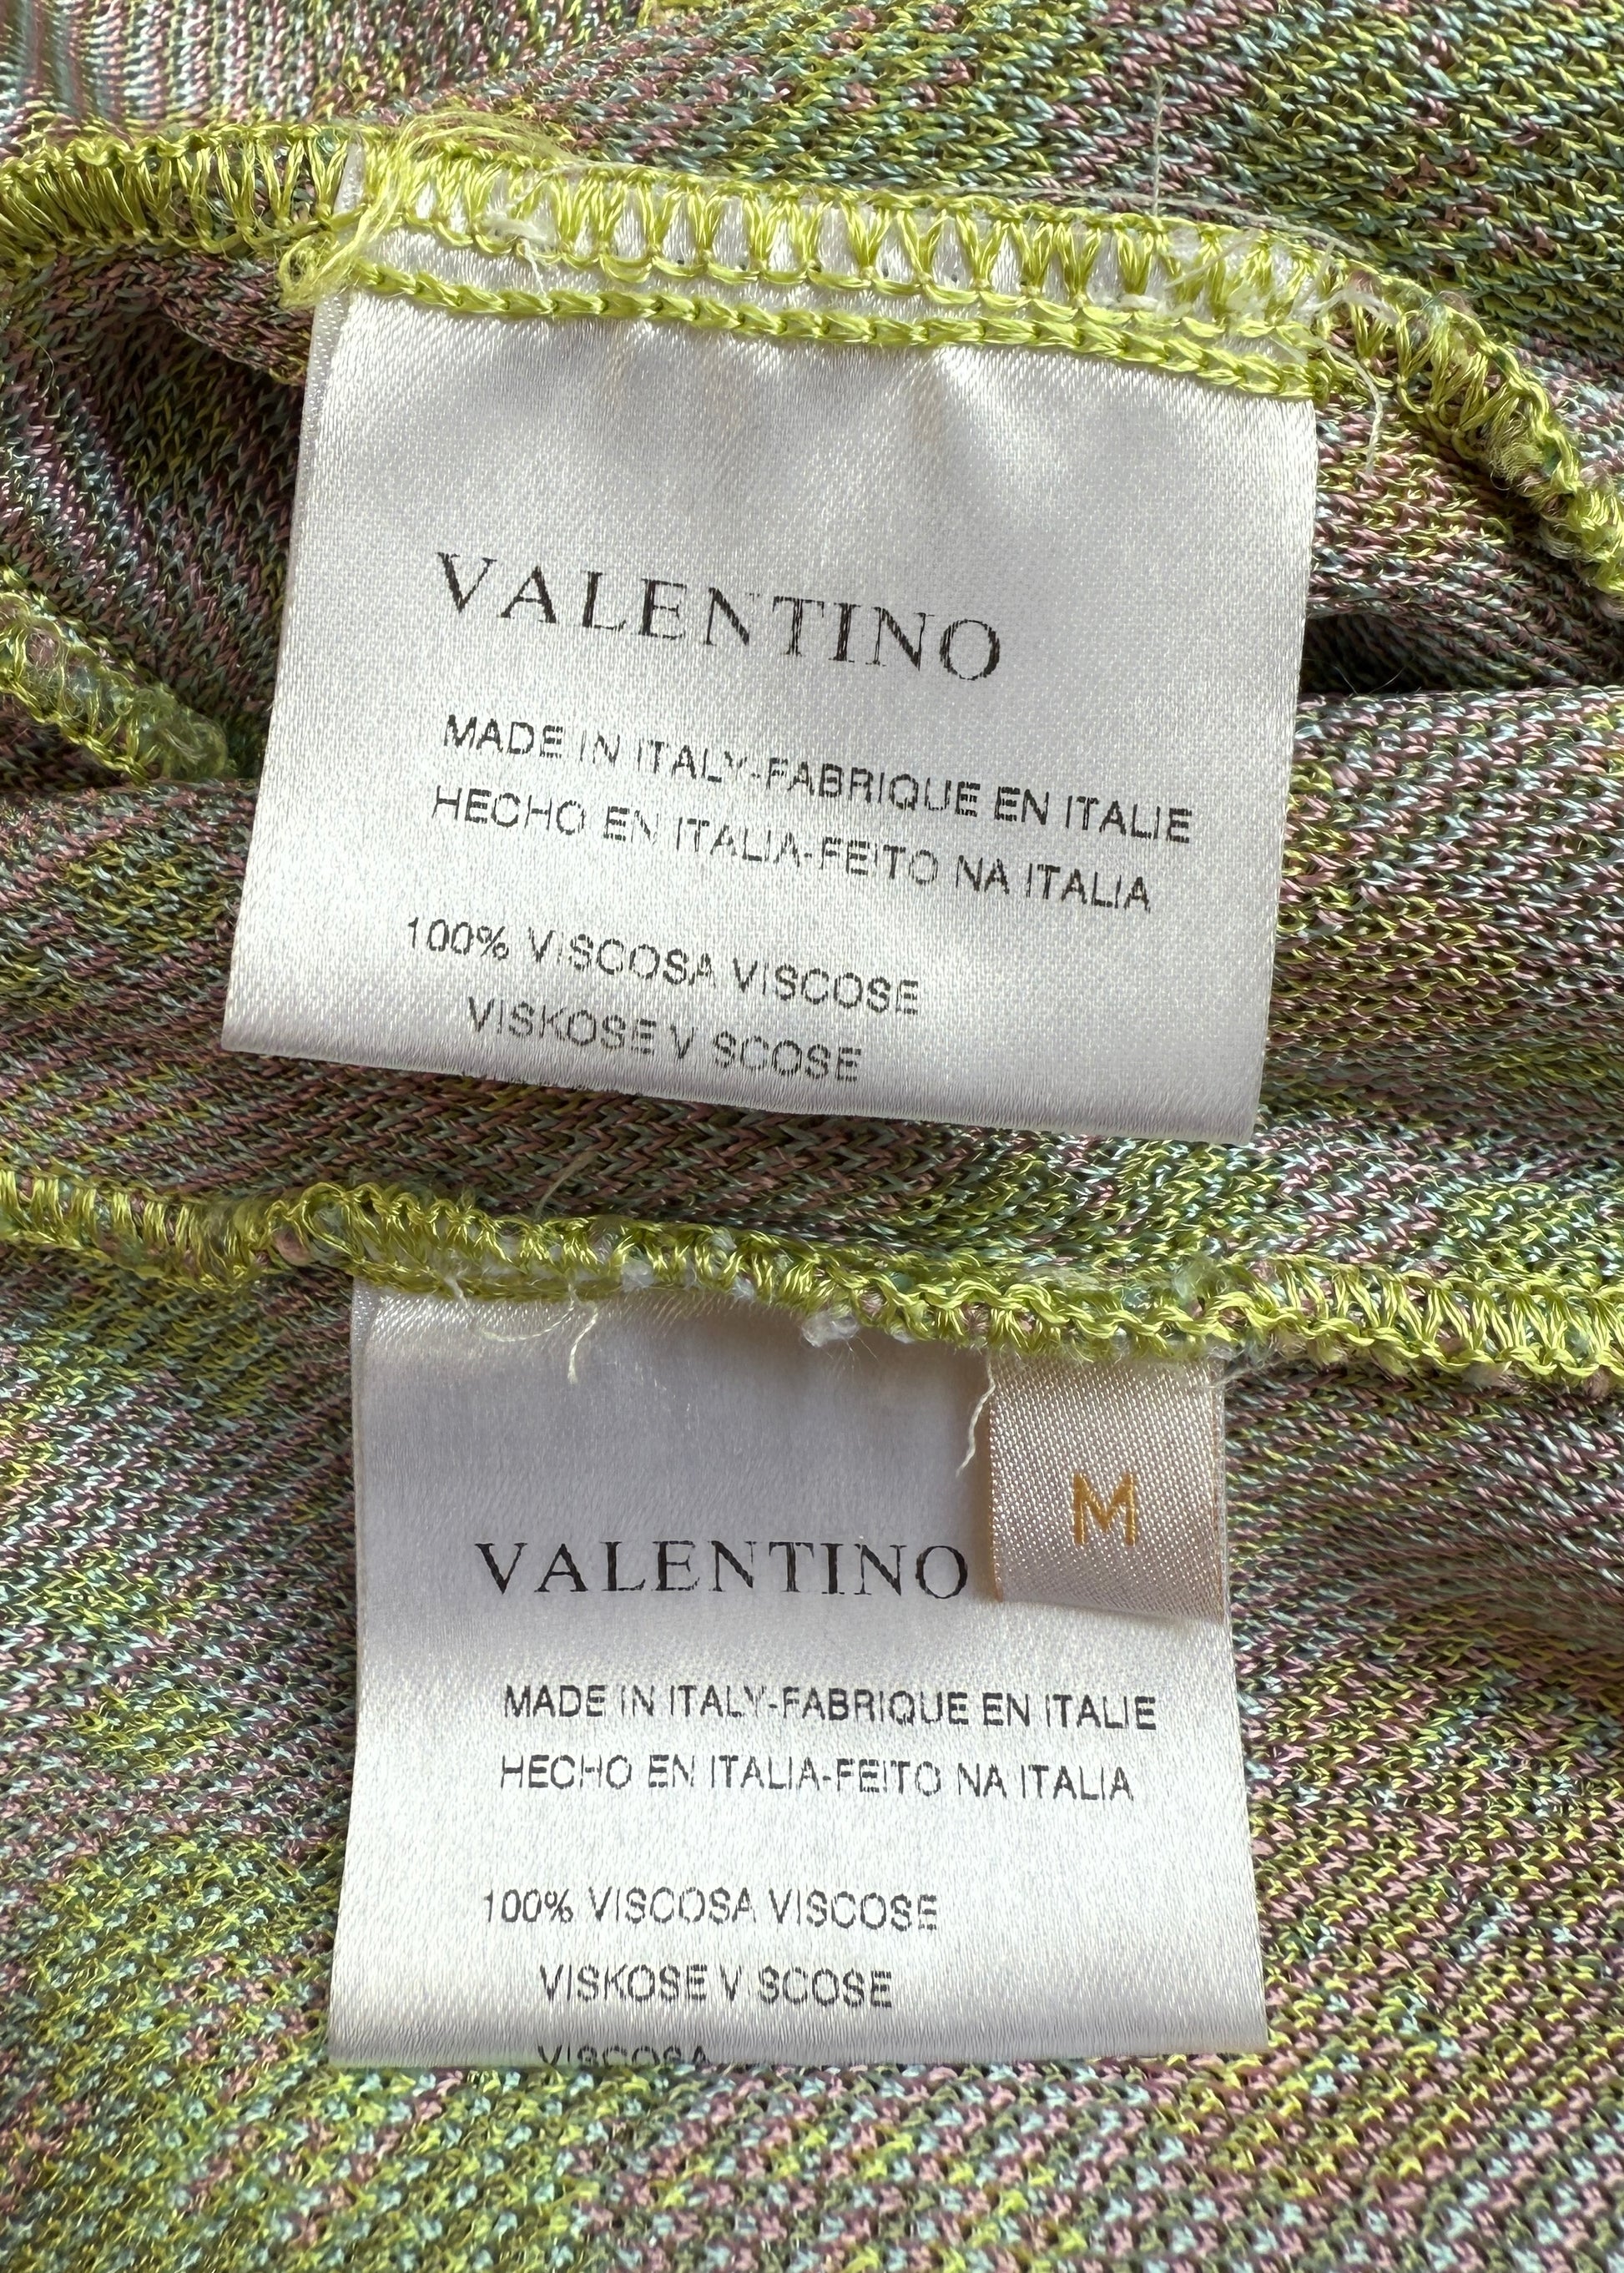 VALENTINO
MADE IN ITALY-FABRIQUE EN ITALIE
HECHO EN ITALIA-FEITO NA ITALIA
100% VISCOSA VISCOSE
VISKOSE V SCOSE
M
VALENTINO
MADE IN ITALY-FABRIQUE EN ITALIE
HECHO EN ITALIA-FEITO NA ITALIA
100% VISCOSA VISCOSE
VISKOSE V SCOSE
VISCOSA